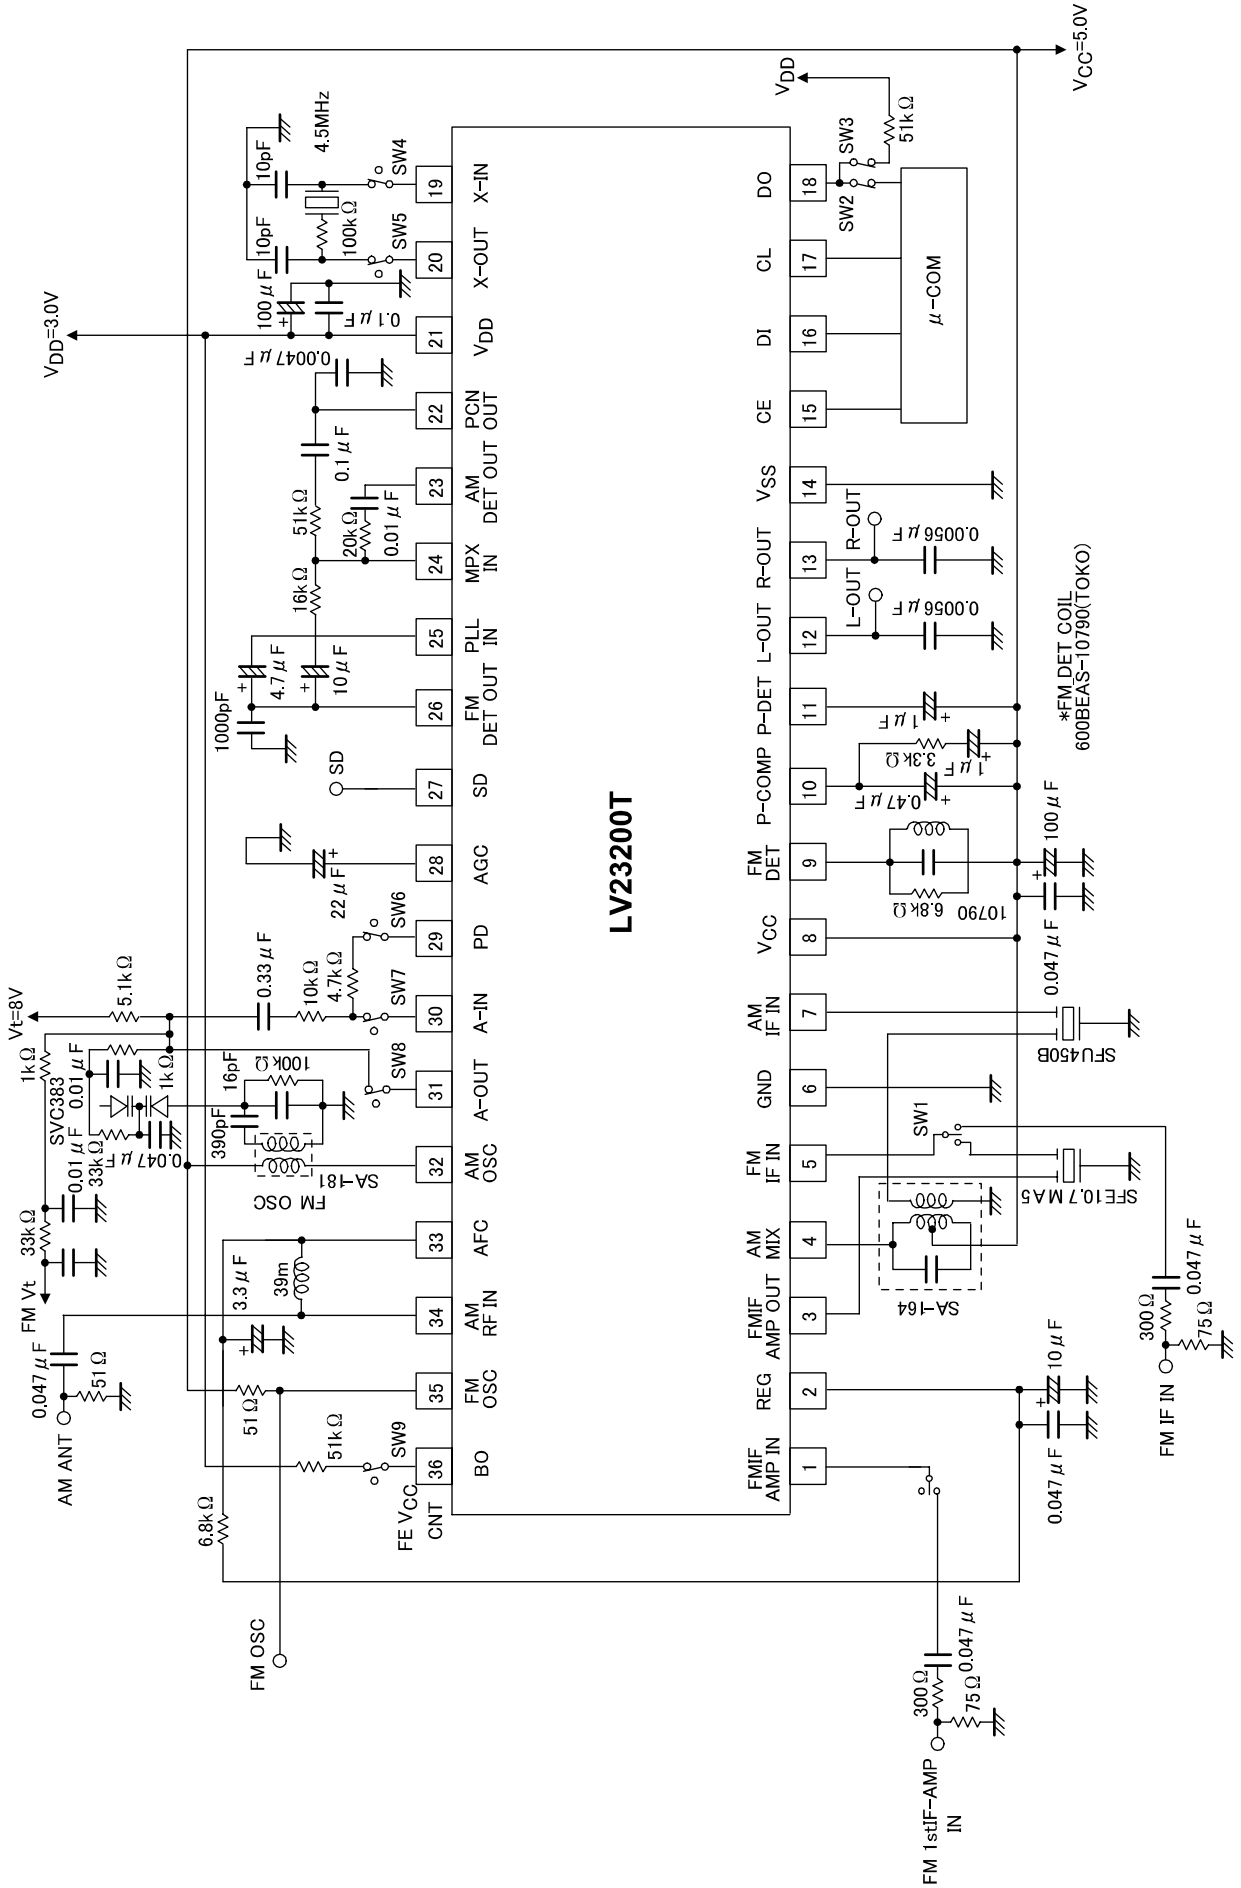 VDD=3.0V
4.5MHz
10pF
10pF
100kΩ
SW4
SW5
100μF
+
0.1μF
0.0047μF
0.1μF
51kΩ
20kΩ
0.01μF
16kΩ
+
4.7μF
+
10μF
1000pF
SD
+
22μF
SW6
4.7kΩ
10kΩ
SW7
0.33μF
Vt=8V
5.1kΩ
1kΩ
0.01μF
1kΩ
SVC383
16pF
100kΩ
SW8
390pF
33kΩ
0.047μF
0.01μF
SA-181
FM OSC
33kΩ
FM Vt
3.3μF
+
39m
0.047μF
51Ω
AM ANT
51Ω
51kΩ
SW9
6.8kΩ
FE VCC
CNT
FM OSC
36
35
34
33
32
31
30
29
28
27
26
25
24
23
22
21
20
19
BO
FM
OSC
AM
RF IN
AFC
AM
OSC
A-OUT
A-IN
PD
AGC
SD
FM
DET OUT
PLL
IN
MPX
IN
AM
DET OUT
PCN
OUT
VDD
X-OUT
X-IN
LV23200T
FMIF
AMP IN
REG
FMIF
AMP OUT
AM
MIX
FM
IF IN
GND
AM
IF IN
VCC
FM
DET
P-COMP
P-DET
L-OUT
R-OUT
VSS
CE
DI
CL
DO
1
2
3
4
5
6
7
8
9
10
11
12
13
14
15
16
17
18
VDD
SW3
SW2
51kΩ
μ-COM
R-OUT
0.0056μF
L-OUT
0.0056μF
1μF
+
3.3kΩ
1μF
+
0.47μF
+
6.8kΩ
10790
100μF
+
0.047μF
VCC=5.0V
*FM DET COIL
600BEAS-10790(TOKO)
SFU450B
SW1
SFE10.7MA5
SA-164
0.047μF
300Ω
75Ω
FM IF IN
10μF
+
0.047μF
0.047μF
300Ω
75Ω
FM 1stIF-AMP
IN